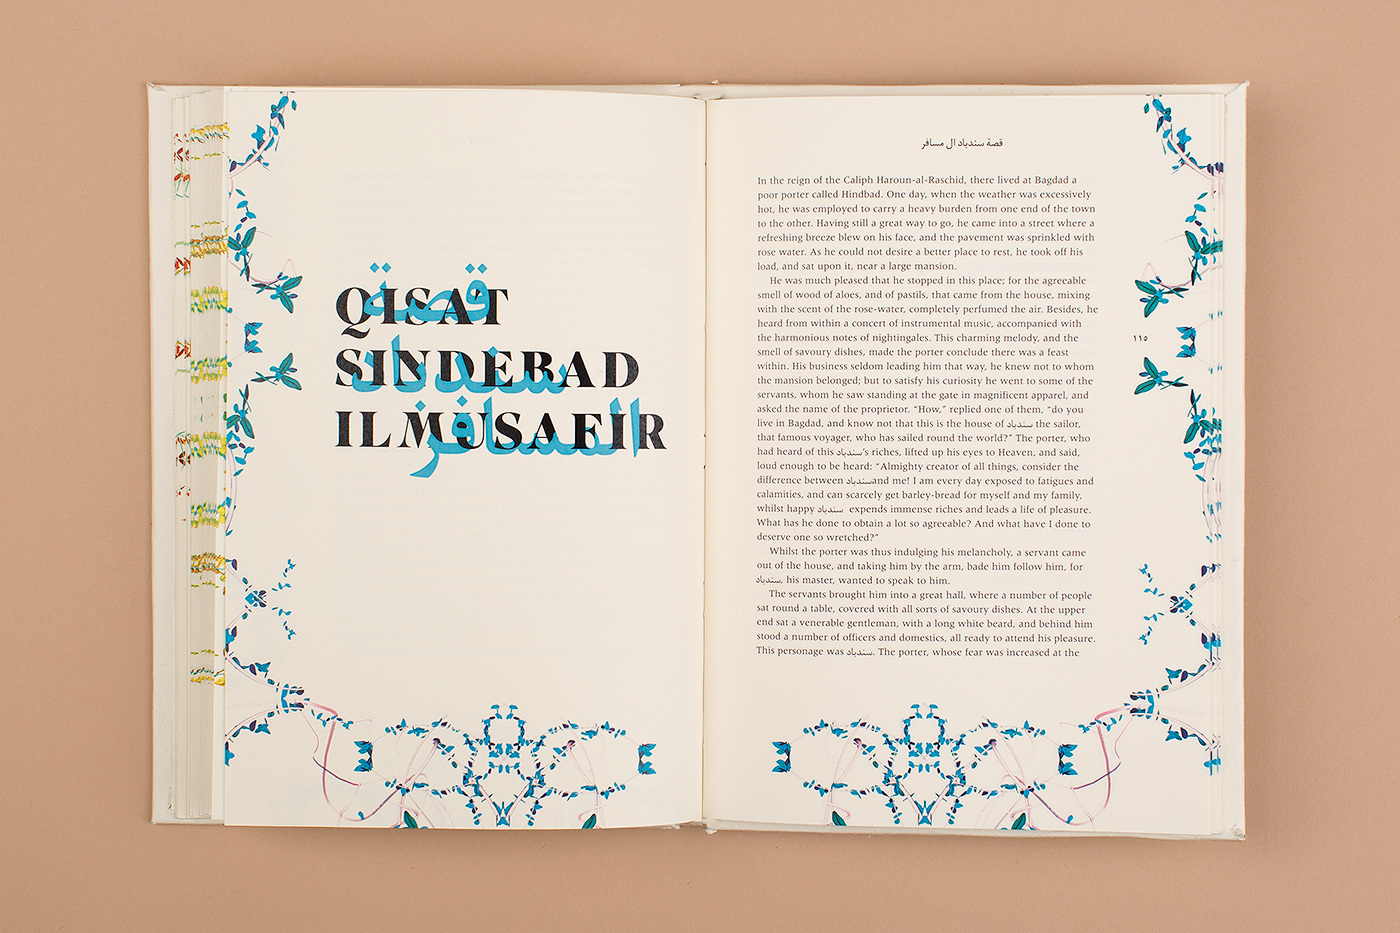 QISAT
قصة
SINDEBAD
سندباد
ILMUSAFIR
المسافر
قصة سندباد ال مسافر
In the reign of the Caliph Haroun-al-Raschid, there lived at Bagdad a
poor porter called Hindbad. One day, when the weather was excessively
hot, he was employed to carry a heavy burden from one end of the town
to the other. Having still a great way to go, he came into a street where a
refreshing breeze blew on his face, and the pavement was sprinkled with
rose water. As he could not desire a better place to rest, he took off his
load, and sat upon it, near a large mansion.
He was much pleased that he stopped in this place; for the agreeable
smell of wood of aloes, and of pastils, that came from the house, mixing
with the scent of the rose-water, completely perfumed the air. Besides, he
heard from within a concert of instrumental music, accompanied with
the harmonious notes of nightingales. This charming melody, and the
smell of savoury dishes, made the porter conclude there was a feast
within. His business seldom leading him that way, he knew not to whom
the mansion belonged; but to satisfy his curiosity he went to some of the
servants, whom he saw standing at the gate in magnificent apparel, and
asked the name of the proprietor. “How,” replied one of them, “do you
live in Bagdad, and know not that this is the house of سندباد the sailor,
that famous voyager, who has sailed round the world?” The porter, who
had heard of this سندباد’s riches, lifted up his eyes to Heaven, and said,
loud enough to be heard: “Almighty creator of all things, consider the
difference between سندباد and me! I am every day exposed to fatigues and
calamities, and can scarcely get barley-bread for myself and my family,
whilst happy سندباد expends immense riches and leads a life of pleasure.
What has he done to obtain a lot so agreeable? And what have I done to
deserve one so wretched?”
Whilst the porter was thus indulging his melancholy, a servant came
out of the house, and taking him by the arm, bade him follow him, for
سندباد, his master, wanted to speak to him.
The servants brought him into a great hall, where a number of people
sat round a table, covered with all sorts of savoury dishes. At the upper
end sat a venerable gentleman, with a long white beard, and behind him
stood a number of officers and domestics, all ready to attend his pleasure.
This personage was سندباد. The porter, whose fear was increased at the
١١٥